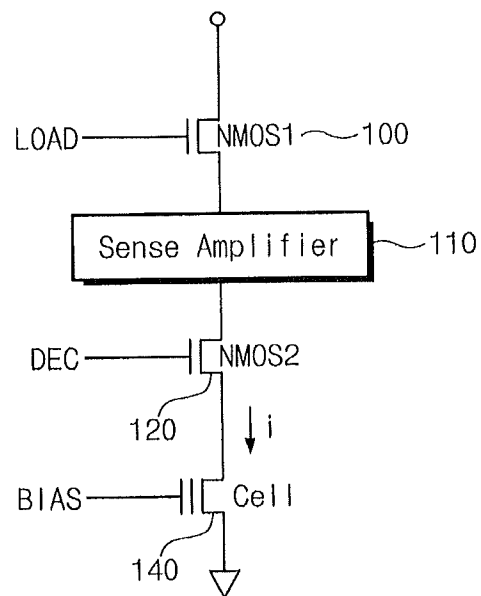 LOAD NMOS1 100
Sense Amplifier 110
DEC NMOS2
120
i
BIAS Cell
140